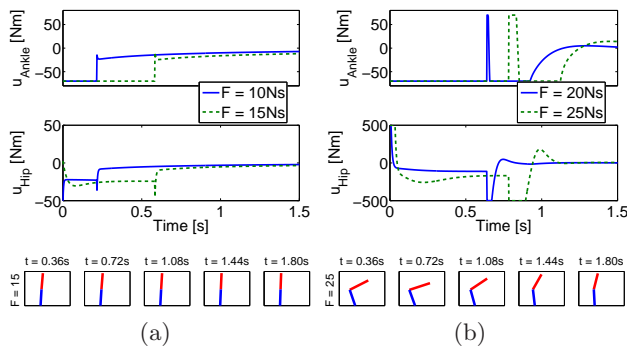 u_Ankle [Nm]
50
0
−50
F = 10Ns
F = 15Ns
u_Hip [Nm]
100
50
0
−50
0
0.5
1
1.5
Time [s]
F = 15
t = 0.36s
t = 0.72s
t = 1.08s
t = 1.44s
t = 1.80s
(a)
u_Ankle [Nm]
50
0
−50
F = 20Ns
F = 25Ns
u_Hip [Nm]
500
0
−500
0
0.5
1
1.5
Time [s]
F = 25
t = 0.36s
t = 0.72s
t = 1.08s
t = 1.44s
t = 1.80s
(b)